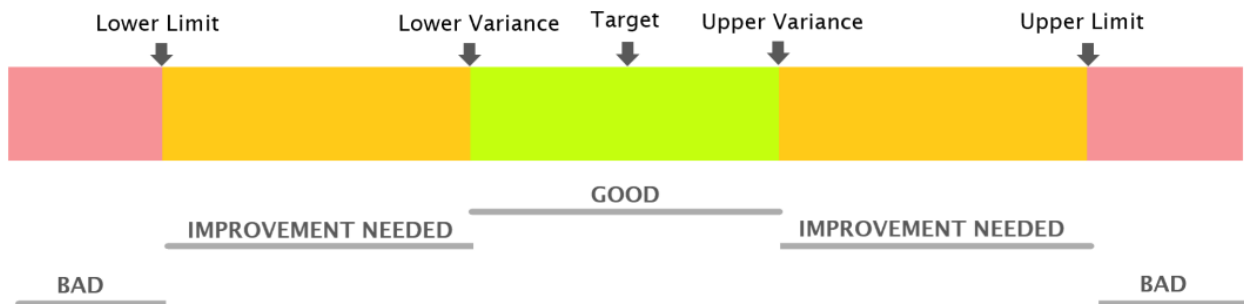 Lower Limit
Lower Variance
Target
Upper Variance
Upper Limit
GOOD
IMPROVEMENT NEEDED
IMPROVEMENT NEEDED
BAD
BAD